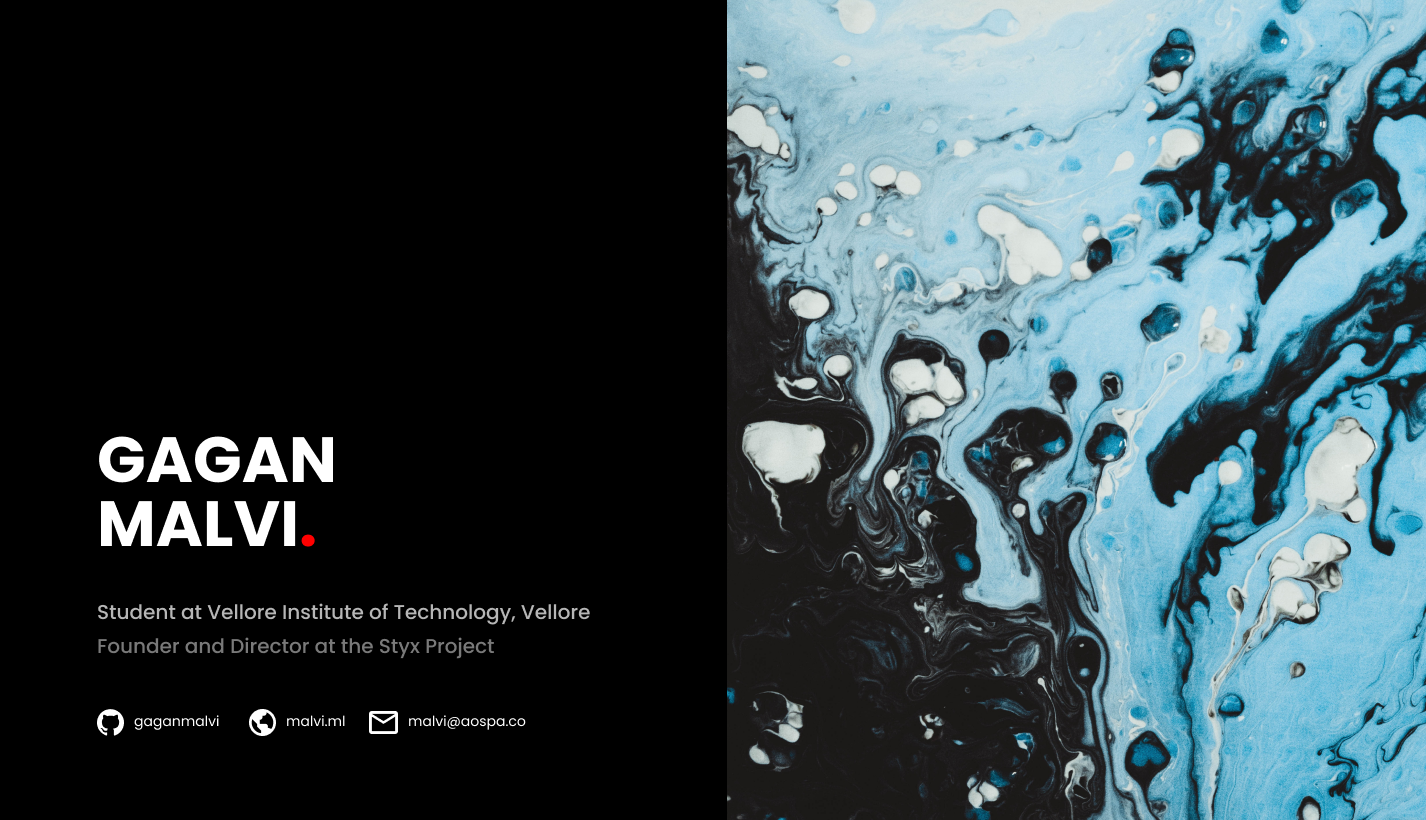 GAGAN
MALVI.
Student at Vellore Institute of Technology, Vellore
Founder and Director at the Styx Project
gaganmalvi malvi.ml malvi@aospa.co